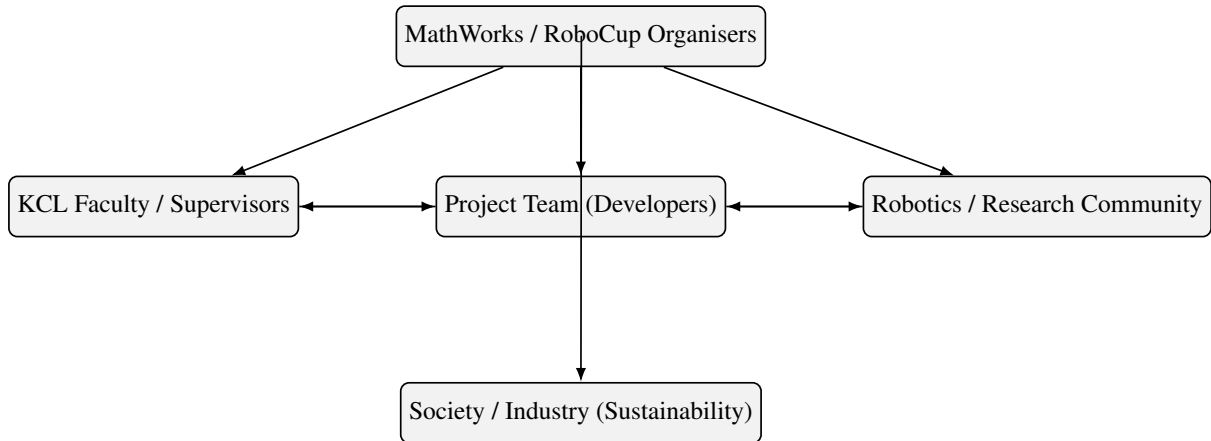 MathWorks / RoboCup Organisers
KCL Faculty / Supervisors
Project Team (Developers)
Robotics / Research Community
Society / Industry (Sustainability)